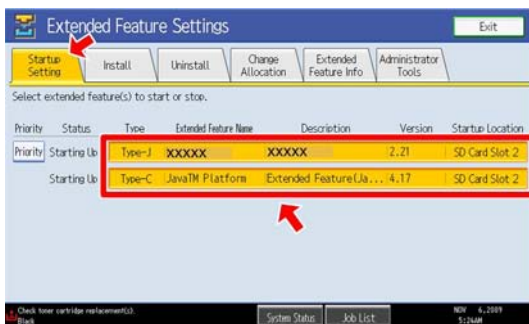 Extended Feature Settings
Exit
Startup Setting
Install
Uninstall
Change Allocation
Extended Feature Info
Administrator Tools
Select extended feature(s) to start or stop.
Priority Status Type Extended Feature Name Description Version Startup Location
Priority Starting Up Type-J XXXXX XXXXX 2.21 SD Card Slot 2
Starting Up Type-C JavaTM Platform Extended Feature(Ja... 4.17 SD Card Slot 2
Check toner cartridge replacement(s).
Black
System Status
Job List
NOV 6,2009
5:24AM